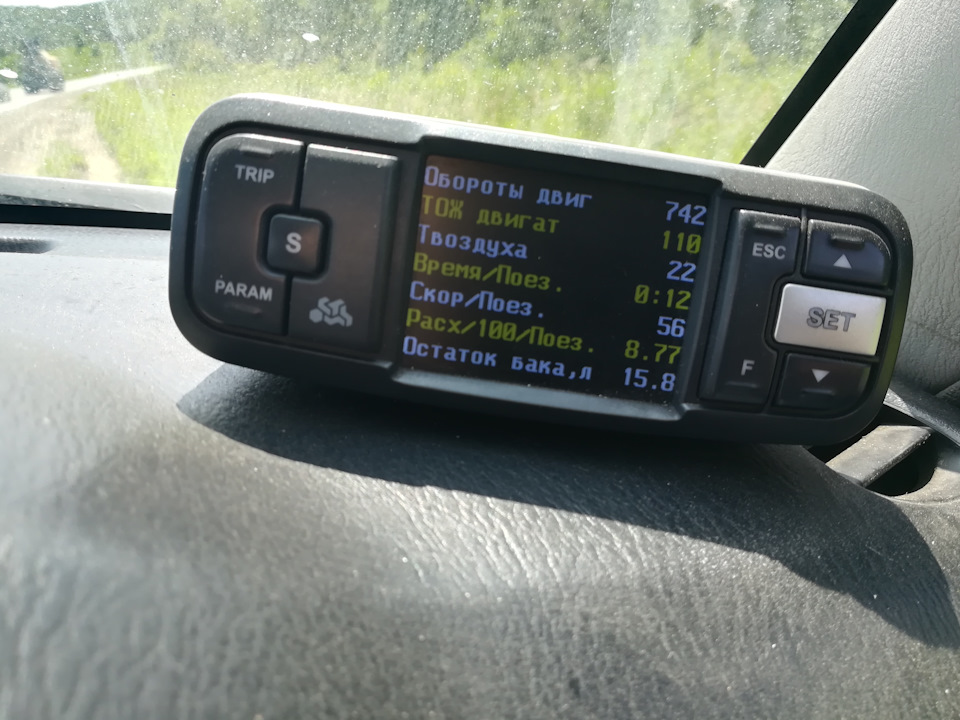 TRIP
S
PARAM
Обороты двиг 742
ТОЖ двигат 110
Tвоздуха 22
Время/Поез. 0:12
Скор/Поез. 56
Расх/100/Поез. 8.77
Остаток бака,л 15.8
ESC
SET
F